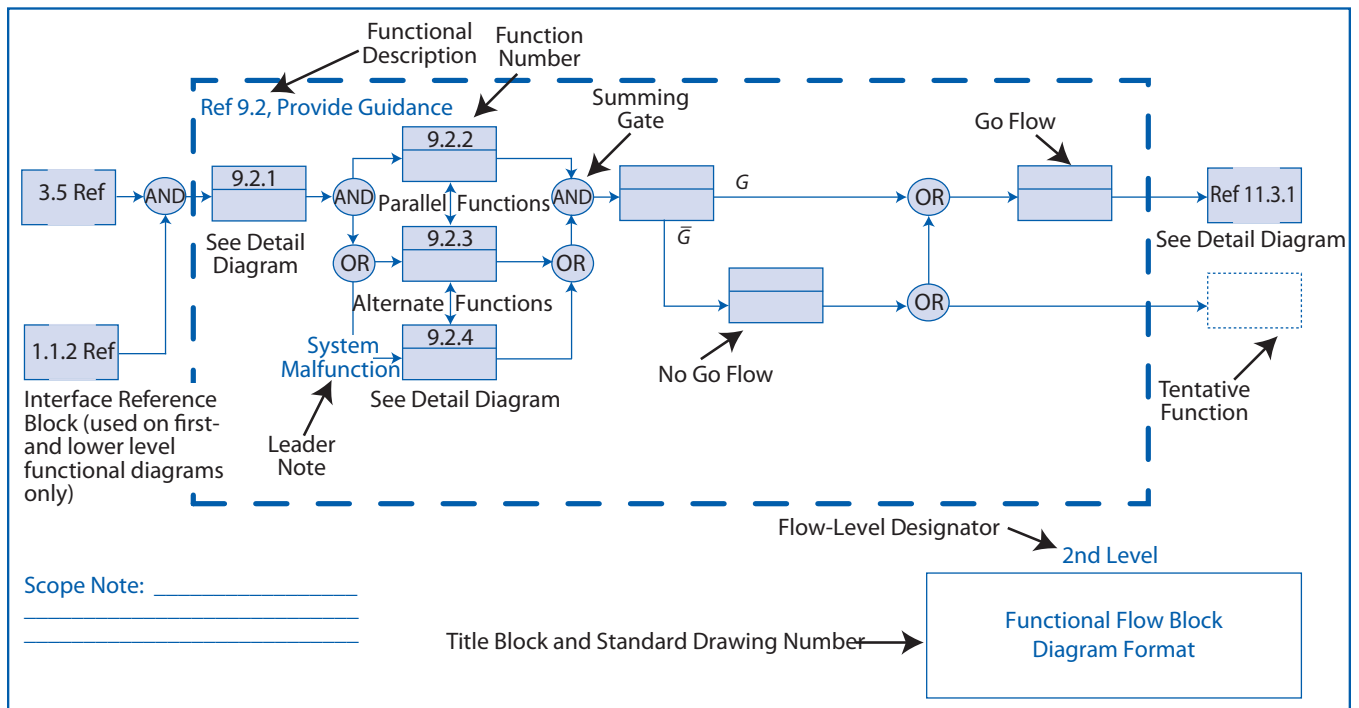 Functional
Description
Function
Number
Ref 9.2, Provide Guidance
Summing
Gate
Go Flow
3.5 Ref
AND
9.2.1
See Detail
Diagram
AND
9.2.2
Parallel Functions
AND
G
G̅
OR
Ref 11.3.1
See Detail Diagram
OR
9.2.3
OR
Alternate Functions
OR
1.1.2 Ref
System
Malfunction
9.2.4
See Detail Diagram
No Go Flow
Tentative
Function
Interface Reference
Block (used on first-
and lower level
functional diagrams
only)
Leader
Note
Flow-Level Designator
2nd Level
Scope Note: __________________
Title Block and Standard Drawing Number
Functional Flow Block
Diagram Format